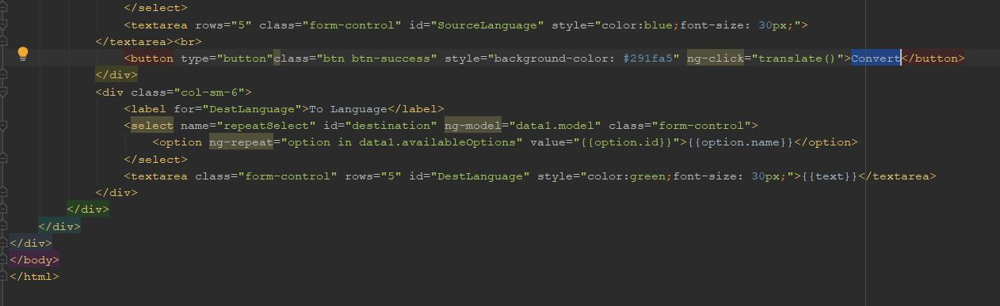 </select>
<textarea rows="5" class="form-control" id="SourceLanguage" style="color:blue;font-size: 30px;">
</textarea><br>
<button type="button"class="btn btn-success" style="background-color: #291fa5" ng-click="translate()">Convert</button>
</div>
<div class="col-sm-6">
<label for="DestLanguage">To Language</label>
<select name="repeatSelect" id="destination" ng-model="data1.model" class="form-control">
<option ng-repeat="option in data1.availableOptions" value="{{option.id}}">{{option.name}}</option>
</select>
<textarea class="form-control" rows="5" id="DestLanguage" style="color:green;font-size: 30px;">{{text}}</textarea>
</div>
</div>
</div>
</div>
</body>
</html>